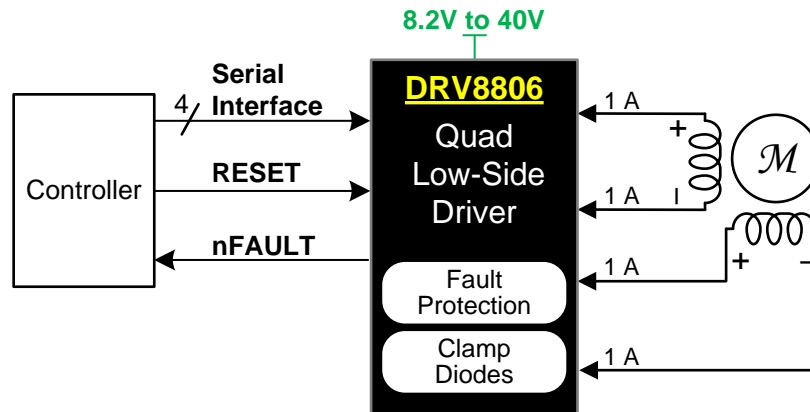 8.2V to 40V
Serial
Interface
4
RESET
nFAULT
Controller
DRV8806
Quad
Low-Side
Driver
Fault
Protection
Clamp
Diodes
1 A
1 A
1 A
1 A
+
–
M
+
–